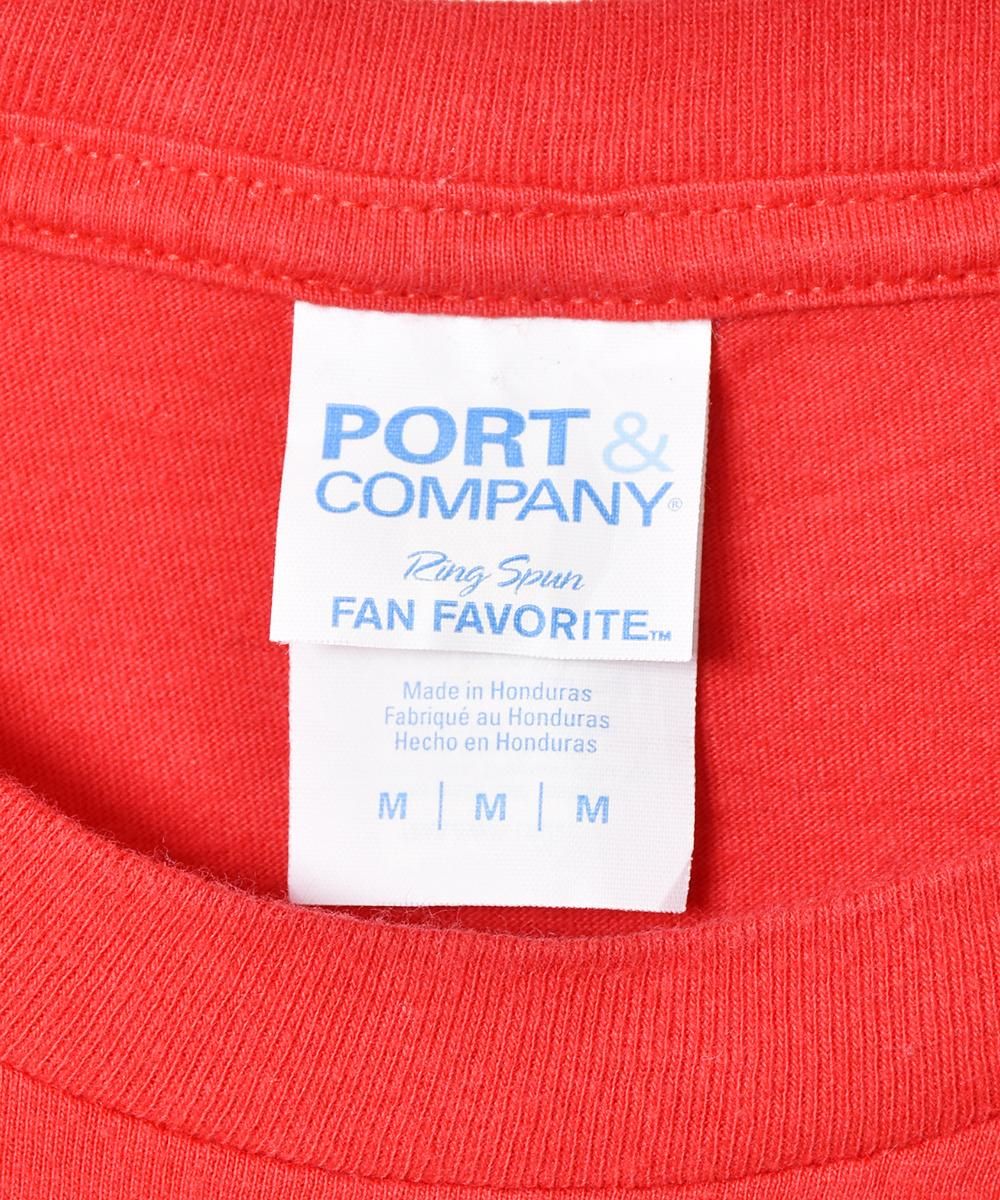 PORT &
COMPANY®
Ring Spun
FAN FAVORITE™
Made in Honduras
Fabriqué au Honduras
Hecho en Honduras
M | M | M